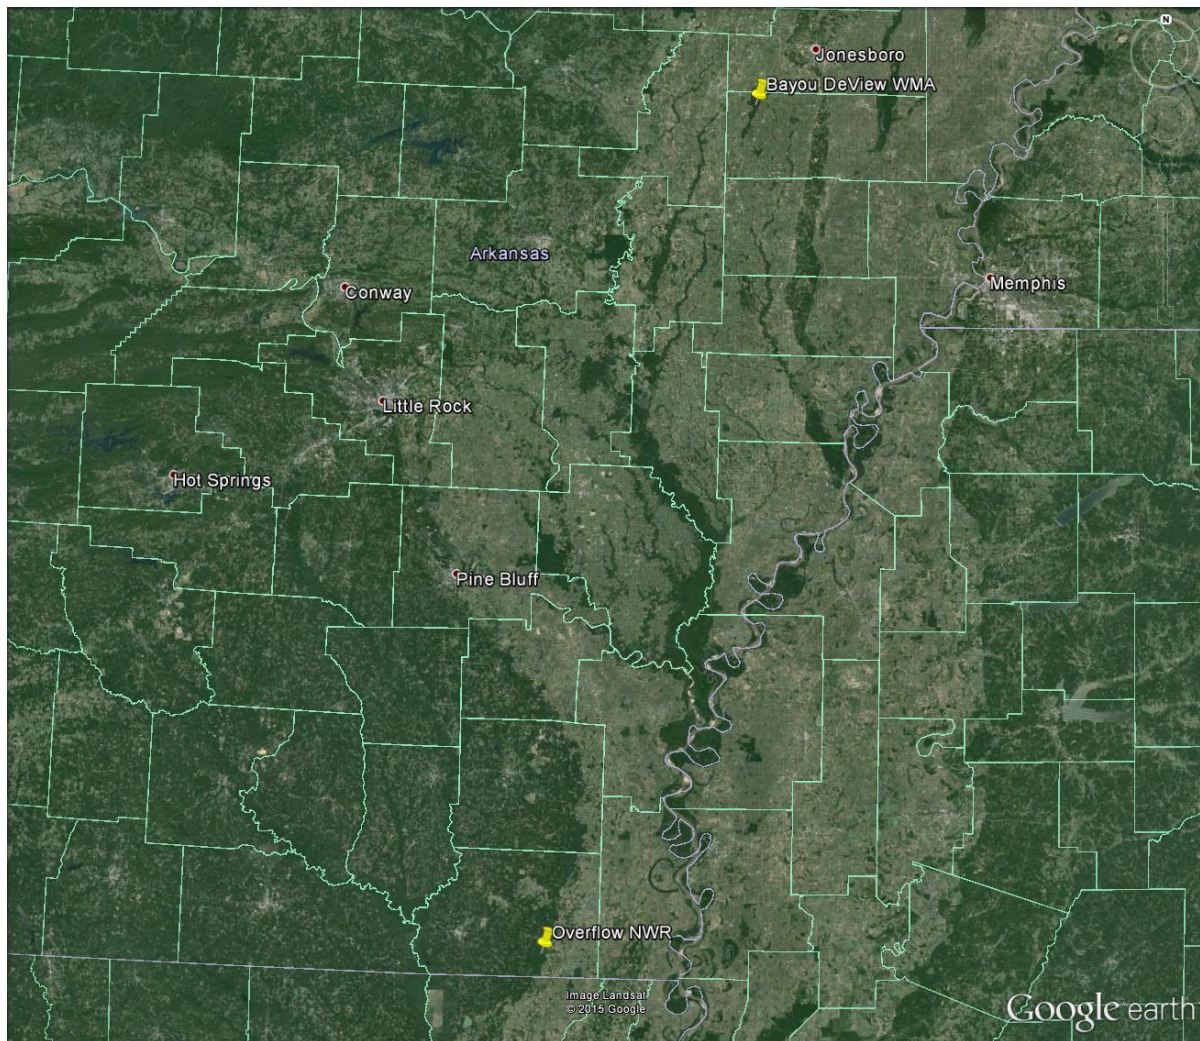 N
Jonesboro
Bayou DeView WMA
Arkansas
Memphis
Conway
Little Rock
Hot Springs
Pine Bluff
Overflow NWR
Image Landsat
© 2015 Google
Google earth